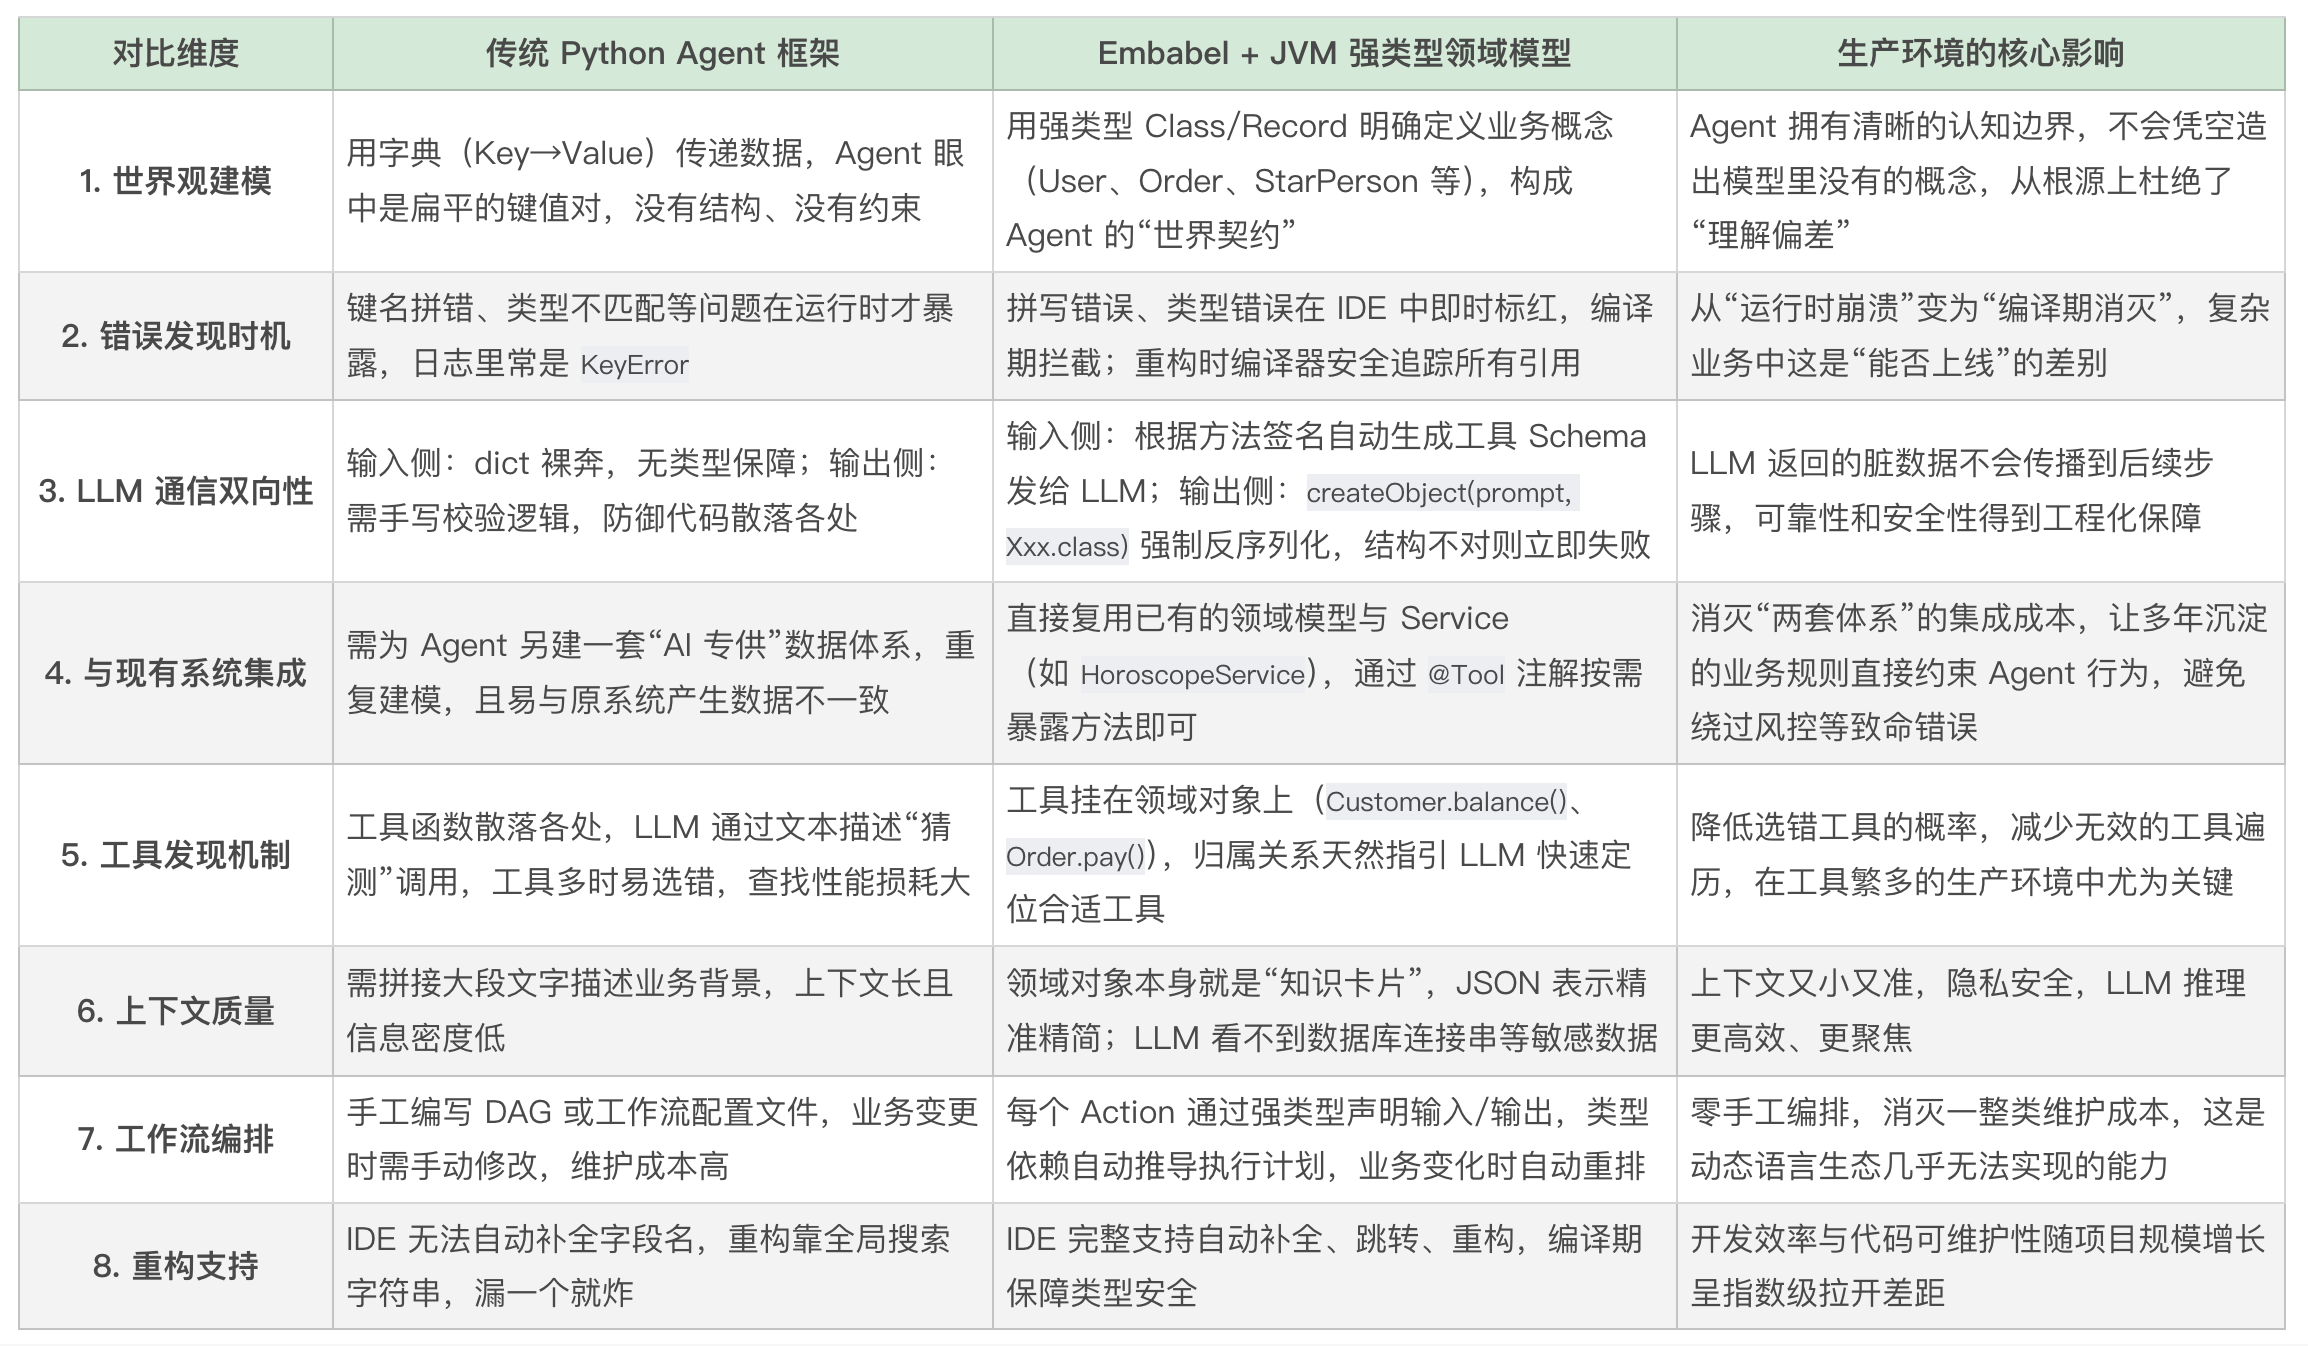 对比维度
传统 Python Agent 框架
Embabel + JVM 强类型领域模型
生产环境的核心影响
1. 世界观建模
用字典（Key→Value）传递数据，Agent 眼
中是扁平的键值对，没有结构、没有约束
用强类型 Class/Record 明确定义业务概念
（User、Order、StarPerson 等），构成
Agent 的“世界契约”
Agent 拥有清晰的认知边界，不会凭空造
出模型里没有的概念，从根源上杜绝了
“理解偏差”
2. 错误发现时机
键名拼错、类型不匹配等问题在运行时才暴
露，日志里常是 KeyError
拼写错误、类型错误在 IDE 中即时标红，编译
期拦截；重构时编译器安全追踪所有引用
从“运行时崩溃”变为“编译期消灭”，复杂
业务中这是“能否上线”的差别
3. LLM 通信双向性
输入侧：dict 裸奔，无类型保障；输出侧：
需手写校验逻辑，防御代码散落各处
输入侧：根据方法签名自动生成工具 Schema
发给 LLM；输出侧：createObject(prompt,
Xxx.class) 强制反序列化，结构不对则立即失败
LLM 返回的脏数据不会传播到后续步
骤，可靠性和安全性得到工程化保障
4. 与现有系统集成
需为 Agent 另建一套“AI 专供”数据体系，重
复建模，且易与原系统产生数据不一致
直接复用已有的领域模型与 Service
（如 HoroscopeService），通过 @Tool 注解按需
暴露方法即可
消灭“两套体系”的集成成本，让多年沉淀
的业务规则直接约束 Agent 行为，避免
绕过风控等致命错误
5. 工具发现机制
工具函数散落各处，LLM 通过文本描述“猜
测”调用，工具多时易选错，查找性能损耗大
工具挂在领域对象上（Customer.balance()、
Order.pay()），归属关系天然指引 LLM 快速定
位合适工具
降低选错工具的概率，减少无效的工具遍
历，在工具繁多的生产环境中尤为关键
6. 上下文质量
需拼接大段文字描述业务背景，上下文长且
信息密度低
领域对象本身就是“知识卡片”，JSON 表示精
准精简；LLM 看不到数据库连接串等敏感数据
上下文又小又准，隐私安全，LLM 推理
更高效、更聚焦
7. 工作流编排
手工编写 DAG 或工作流配置文件，业务变更
时需手动修改，维护成本高
每个 Action 通过强类型声明输入/输出，类型
依赖自动推导执行计划，业务变化时自动重排
零手工编排，消灭一整类维护成本，这是
动态语言生态几乎无法实现的能力
8. 重构支持
IDE 无法自动补全字段名，重构靠全局搜索
字符串，漏一个就炸
IDE 完整支持自动补全、跳转、重构，编译期
保障类型安全
开发效率与代码可维护性随项目规模增长
呈指数级拉开差距